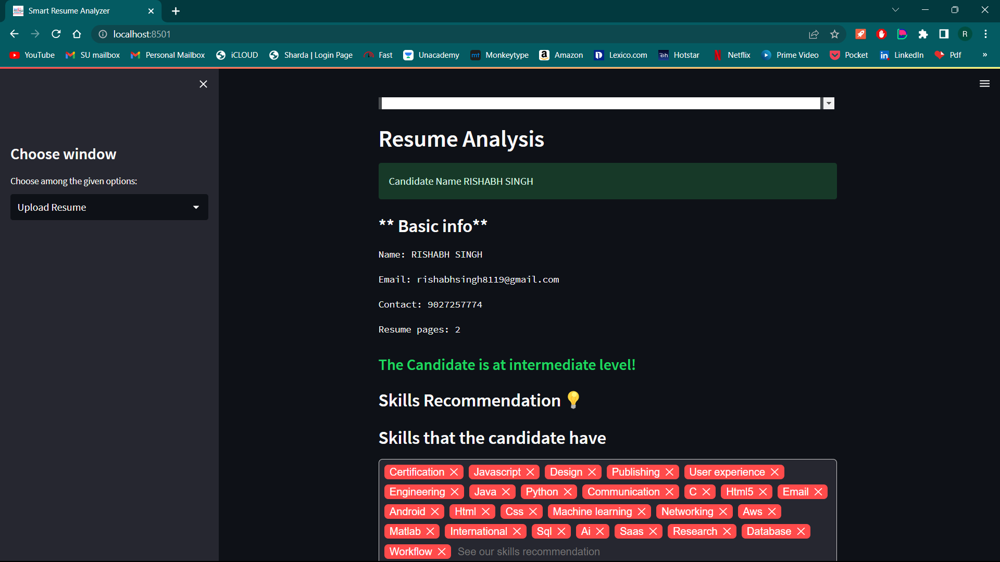 Smart Resume Analyzer
localhost:8501
R
YouTube SU mailbox Personal Mailbox iCLOUD Sharda | Login Page Fast Unacademy mt Monkeytype a Amazon Lexico.com Hotstar Netflix Prime Video Pocket in LinkedIn Pdf »
Choose window
Choose among the given options:
Upload Resume
Resume Analysis
Candidate Name RISHABH SINGH
** Basic info**
Name: RISHABH SINGH
Email: rishabhsingh8119@gmail.com
Contact: 9027257774
Resume pages: 2
The Candidate is at intermediate level!
Skills Recommendation 💡
Skills that the candidate have
Certification Javascript Design Publishing User experience
Engineering Java Python Communication C Html5 Email
Android Html Css Machine learning Networking Aws
Matlab International Sql Ai Saas Research Database
Workflow See our skills recommendation